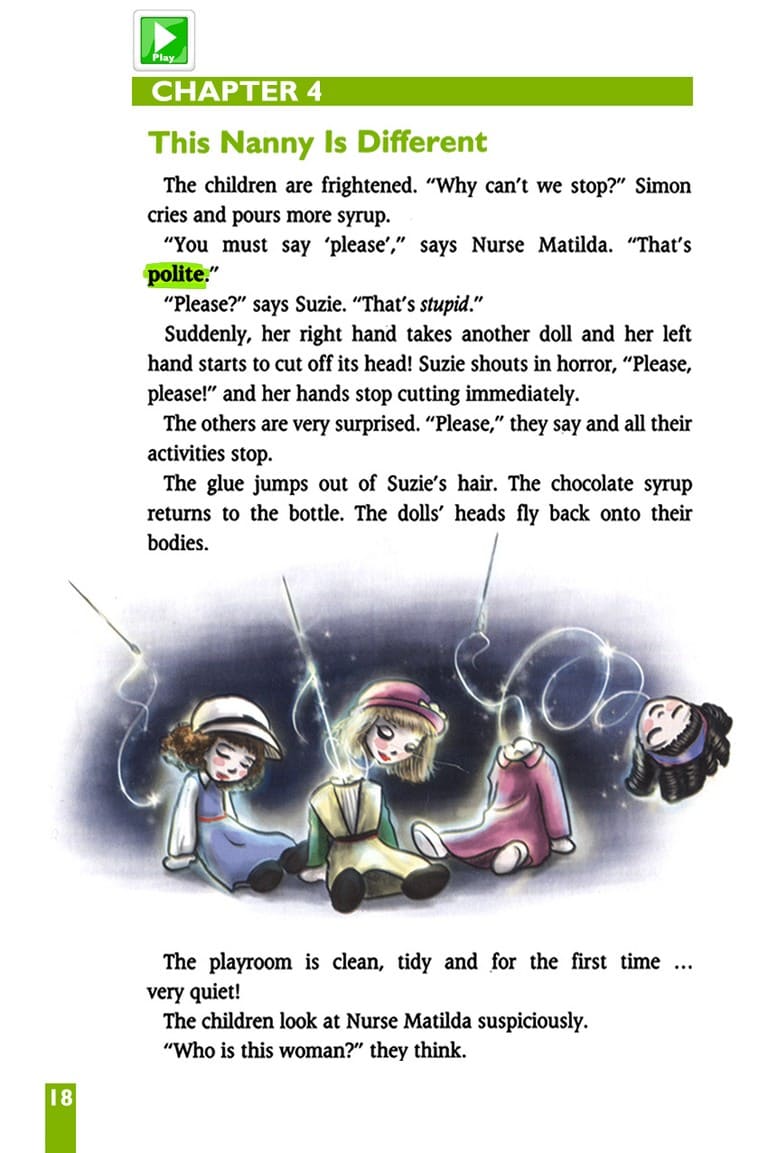 Play
CHAPTER 4
This Nanny Is Different
The children are frightened. “Why can’t we stop?” Simon
cries and pours more syrup.
“You must say ‘please’,” says Nurse Matilda. “That’s
polite.”
“Please?” says Suzie. “That’s stupid.”
Suddenly, her right hand takes another doll and her left
hand starts to cut off its head! Suzie shouts in horror, “Please,
please!” and her hands stop cutting immediately.
The others are very surprised. “Please,” they say and all their
activities stop.
The glue jumps out of Suzie’s hair. The chocolate syrup
returns to the bottle. The dolls’ heads fly back onto their
bodies.
The playroom is clean, tidy and for the first time ...
very quiet!
The children look at Nurse Matilda suspiciously.
“Who is this woman?” they think.
18